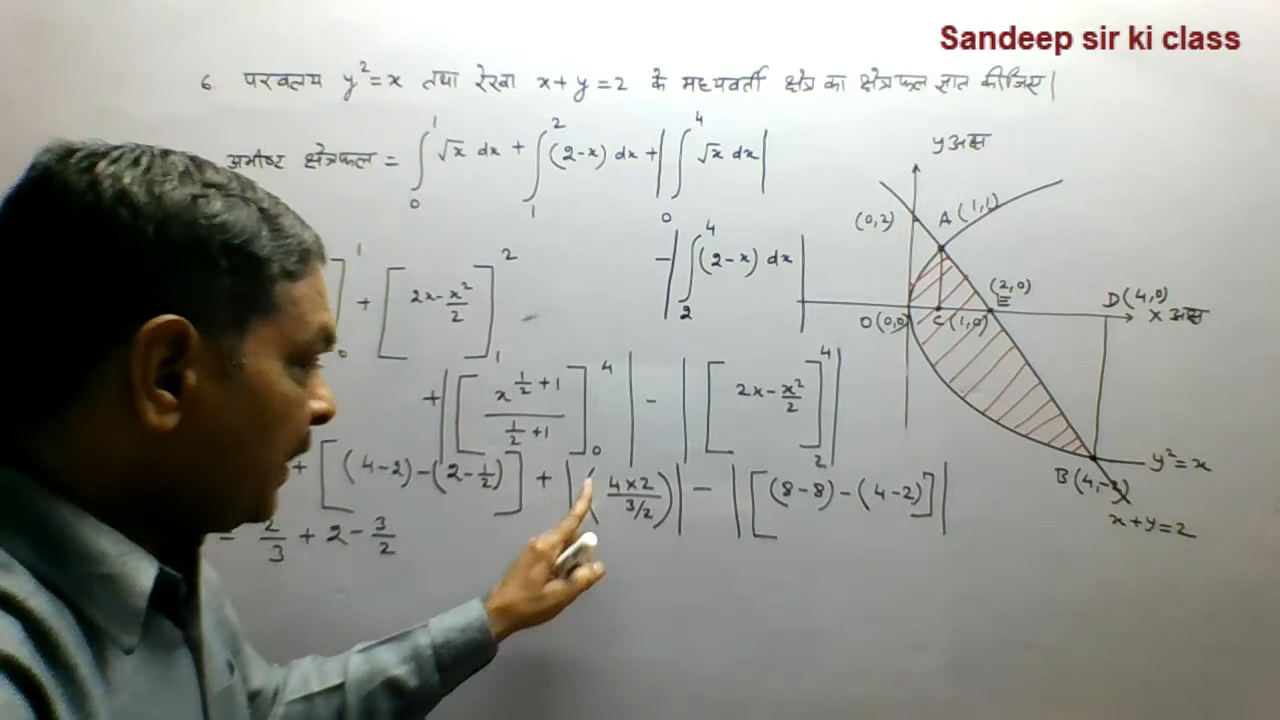 Sandeep sir ki class
6. परवलय y² = x तथा रेखा x + y = 2 के मध्यवर्ती क्षेत्र का क्षेत्रफल ज्ञात कीजिए।
अभीष्ट क्षेत्रफल = ∫₀¹ √x dx + ∫₁² (2-x) dx + |∫₀⁴ √x dx|
- |∫₂⁴ (2-x) dx|
]₀¹ + [2x - x²/2]₁²
+ |[x^(1/2 + 1) / (1/2 + 1)]₀⁴| - |[2x - x²/2]₂⁴|
+ [(4-2) - (2 - 1/2)] + |(4×2 / 3/2)| - |[(8-8) - (4-2)]|
= 2/3 + 2 - 3/2
y अक्ष
(0,2)
A(1,1)
(2,0)
E
D(4,0)
x अक्ष
O(0,0)
C(1,0)
B(4,-2)
y² = x
x + y = 2